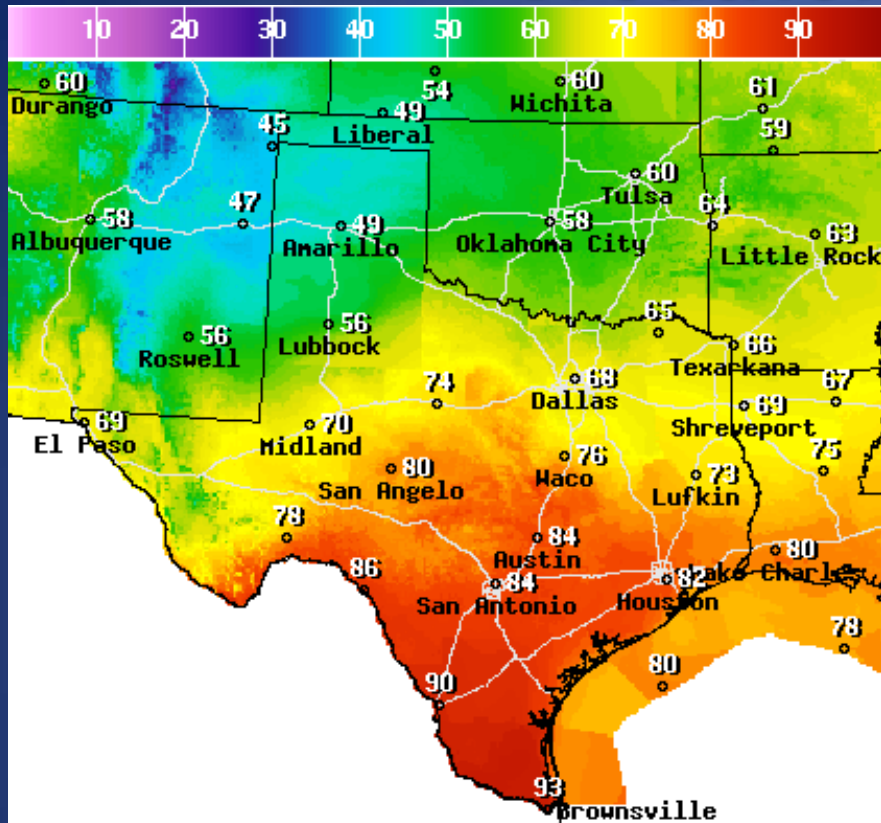 10 20 30 40 50 60 70 80 90
60
Durango
54
60
Wichita
61
49
Liberal
45
59
60
Tulsa
58
Albuquerque
47
49
Amarillo
58
Oklahoma City
64
63
Little Rock
56
Roswell
56
Lubbock
65
66
Texarkana
74
68
Dallas
67
69
Shreveport
69
El Paso
70
Midland
80
San Angelo
76
Waco
73
Lufkin
75
78
84
Austin
80
Lake Charles
86
84
San Antonio
82
Houston
78
80
90
93
Brownsville